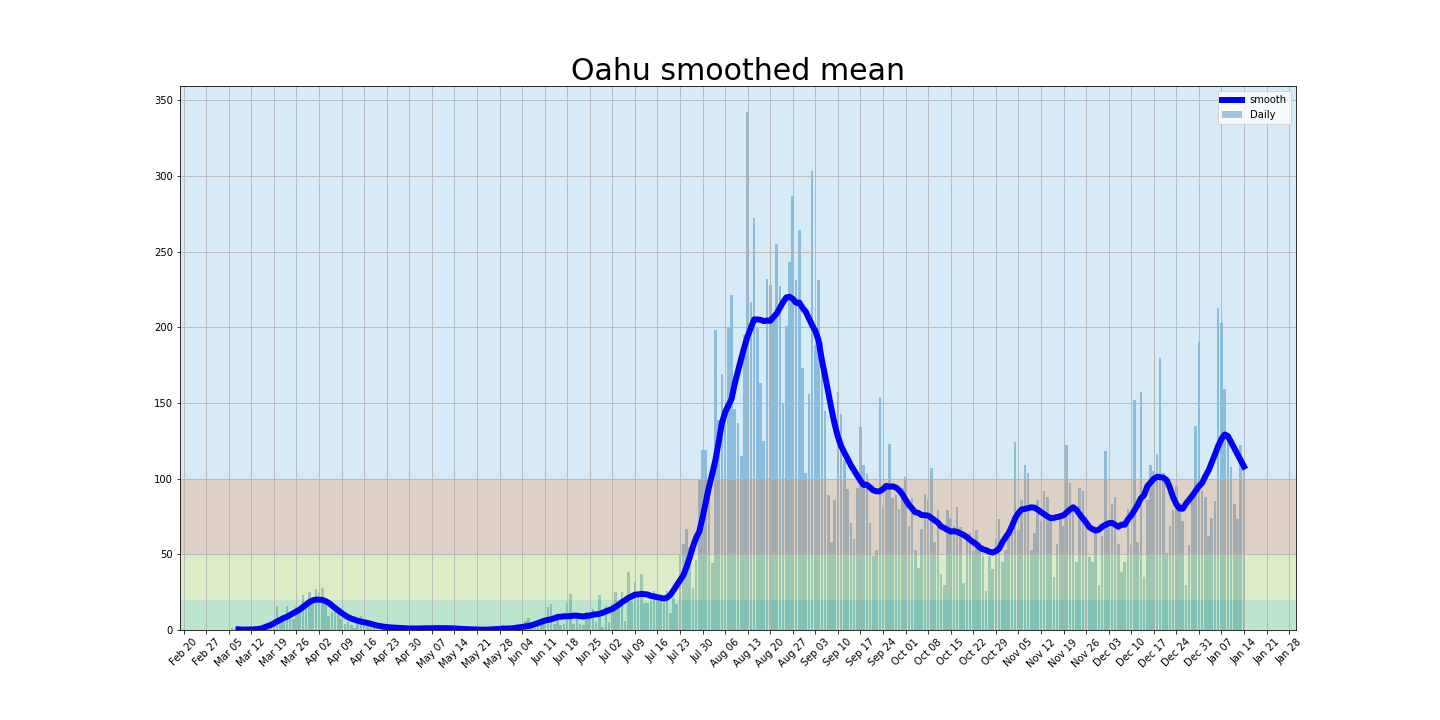 Oahu smoothed mean
smooth
Daily
350
300
250
200
150
100
50
0
Feb 20 Feb 27 Mar 05 Mar 12 Mar 19 Mar 26 Apr 02 Apr 09 Apr 16 Apr 23 Apr 30 May 07 May 14 May 21 May 28 Jun 04 Jun 11 Jun 18 Jun 25 Jul 02 Jul 09 Jul 16 Jul 23 Jul 30 Aug 06 Aug 13 Aug 20 Aug 27 Sep 03 Sep 10 Sep 17 Sep 24 Oct 01 Oct 08 Oct 15 Oct 22 Oct 29 Nov 05 Nov 12 Nov 19 Nov 26 Dec 03 Dec 10 Dec 17 Dec 24 Dec 31 Jan 07 Jan 14 Jan 21 Jan 28